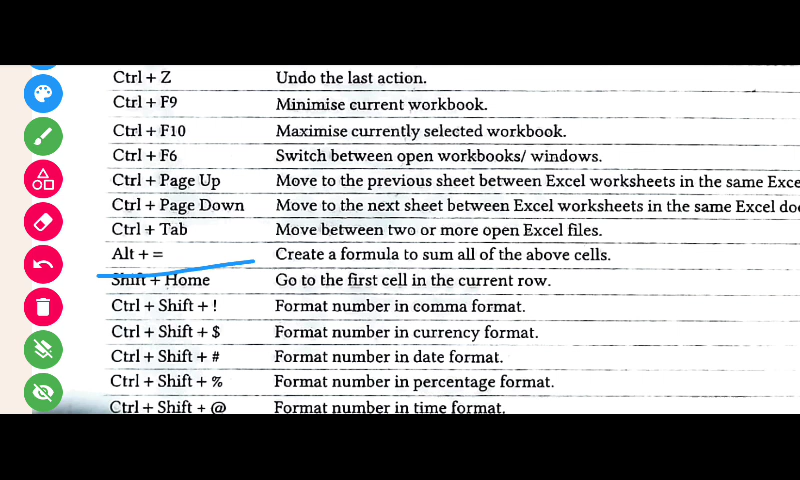 Ctrl + Z Undo the last action.
Ctrl + F9 Minimise current workbook.
Ctrl + F10 Maximise currently selected workbook.
Ctrl + F6 Switch between open workbooks/ windows.
Ctrl + Page Up Move to the previous sheet between Excel worksheets in the same Exce
Ctrl + Page Down Move to the next sheet between Excel worksheets in the same Excel do
Ctrl + Tab Move between two or more open Excel files.
Alt + = Create a formula to sum all of the above cells.
Shift + Home Go to the first cell in the current row.
Ctrl + Shift + ! Format number in comma format.
Ctrl + Shift + $ Format number in currency format.
Ctrl + Shift + # Format number in date format.
Ctrl + Shift + % Format number in percentage format.
Ctrl + Shift + @ Format number in time format.